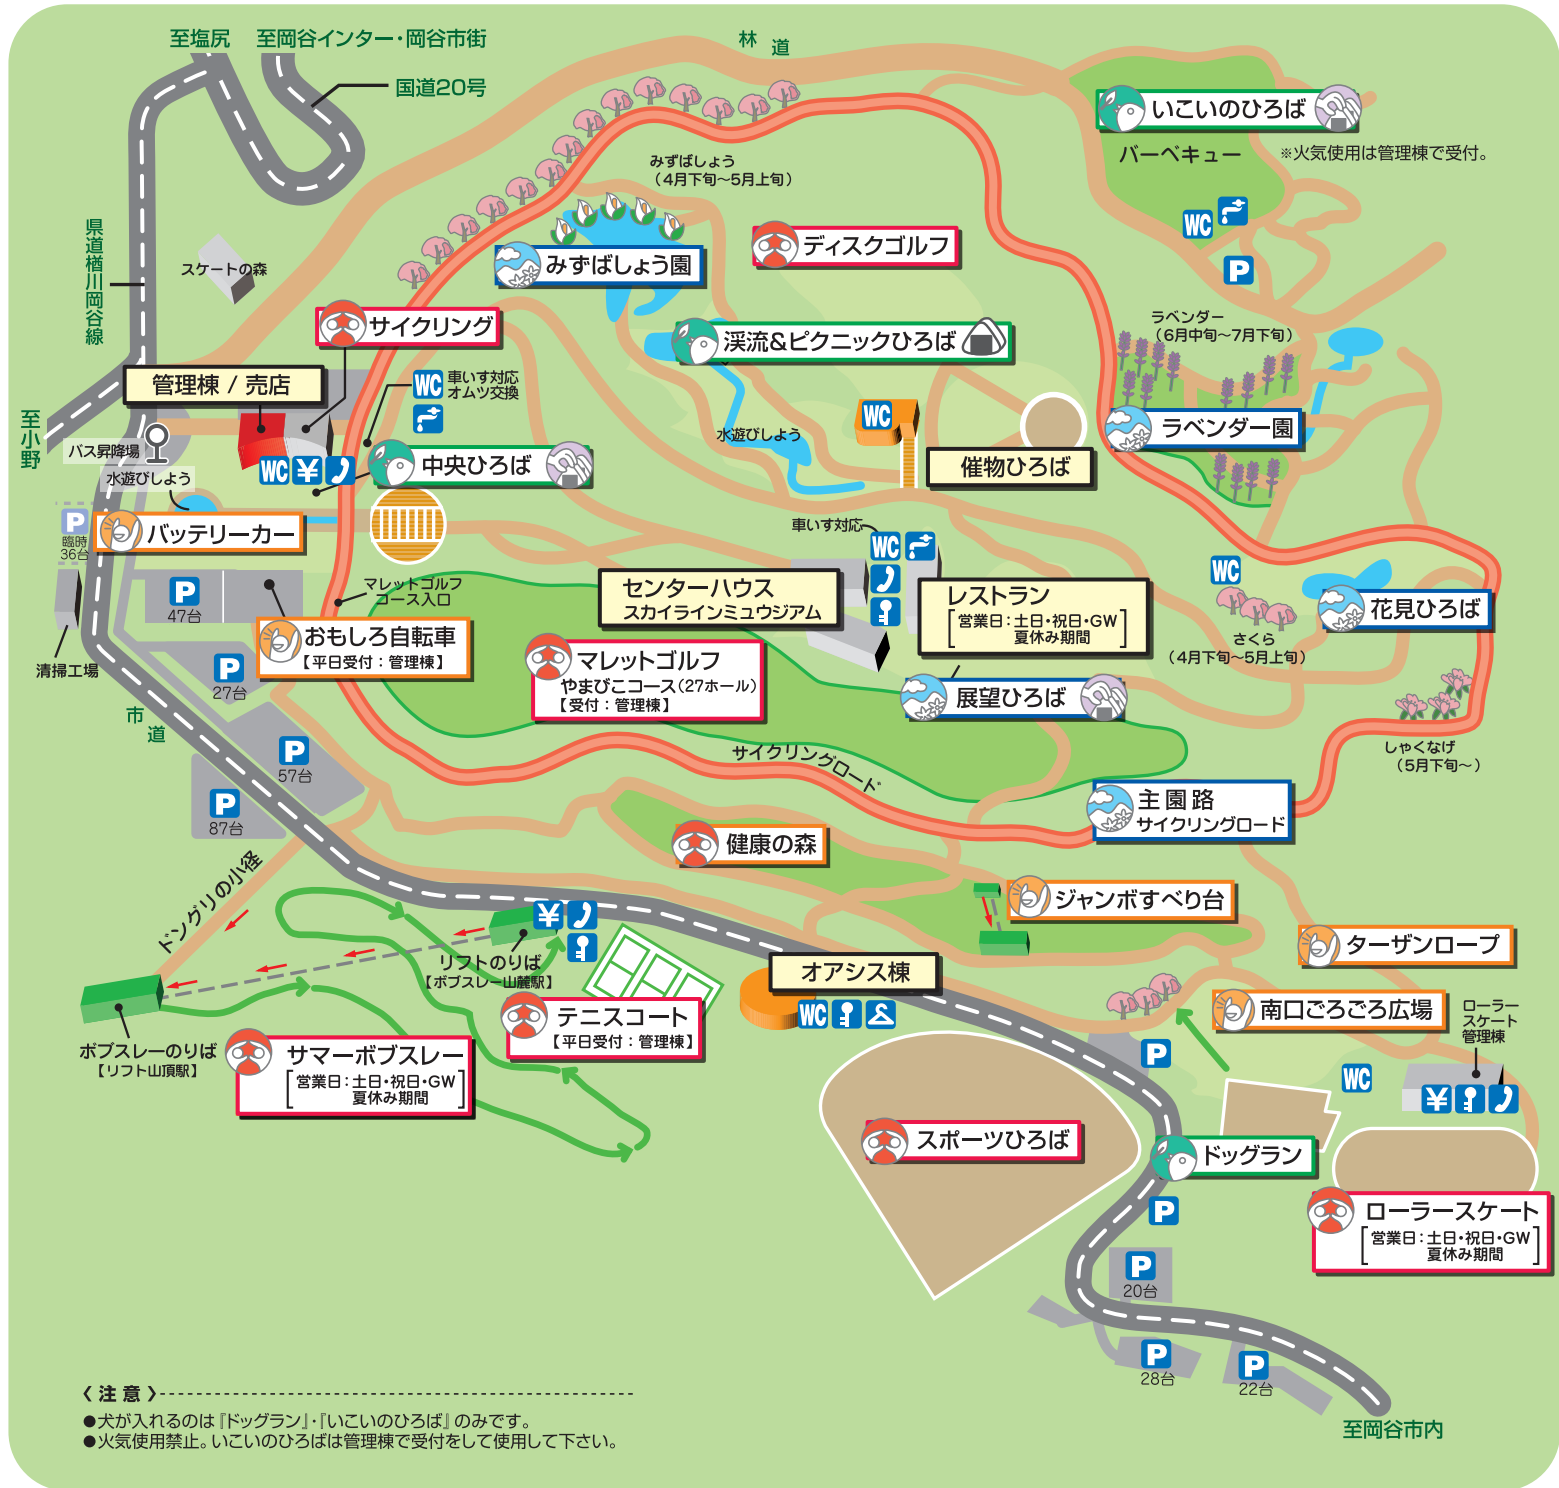 至塩尻
至岡谷インター・岡谷市街
国道20号
林道
いこいのひろば
バーベキュー
※火気使用は管理棟で受付。
WC
P
みずばしょう
(4月下旬〜5月上旬)
県道楢川岡谷線
スケートの森
みずばしょう園
ディスクゴルフ
サイクリング
渓流&ピクニックひろば
ラベンダー
(6月中旬〜7月下旬)
管理棟 / 売店
WC
車いす対応
オムツ交換
至小野
バス昇降場
水遊びしよう
WC
¥
中央ひろば
水遊びしよう
WC
催物ひろば
ラベンダー園
P
臨時
36台
バッテリーカー
車いす対応
WC
P
47台
マレットゴルフ
コース入口
センターハウス
スカイラインミュウジアム
レストラン
[営業日:土日・祝日・GW
夏休み期間]
WC
花見ひろば
さくら
(4月下旬〜5月上旬)
清掃工場
おもしろ自転車
【平日受付:管理棟】
P
27台
マレットゴルフ
やまびこコース(27ホール)
【受付:管理棟】
展望ひろば
市道
P
57台
サイクリングロード
しゃくなげ
(5月下旬〜)
P
87台
主園路
サイクリングロード
健康の森
ドングリの小径
ジャンボすべり台
¥
リフトのりば
【ボブスレー山麓駅】
オアシス棟
WC
ターザンロープ
テニスコート
【平日受付:管理棟】
南口ごろごろ広場
ローラー
スケート
管理棟
ボブスレーのりば
【リフト山頂駅】
サマーボブスレー
[営業日:土日・祝日・GW
夏休み期間]
P
WC
¥
スポーツひろば
ドッグラン
P
ローラースケート
[営業日:土日・祝日・GW
夏休み期間]
P
20台
P
28台
P
22台
至岡谷市内
〈注意〉
●犬が入れるのは『ドッグラン』・『いこいのひろば』のみです。
●火気使用禁止。いこいのひろばは管理棟で受付をして使用して下さい。